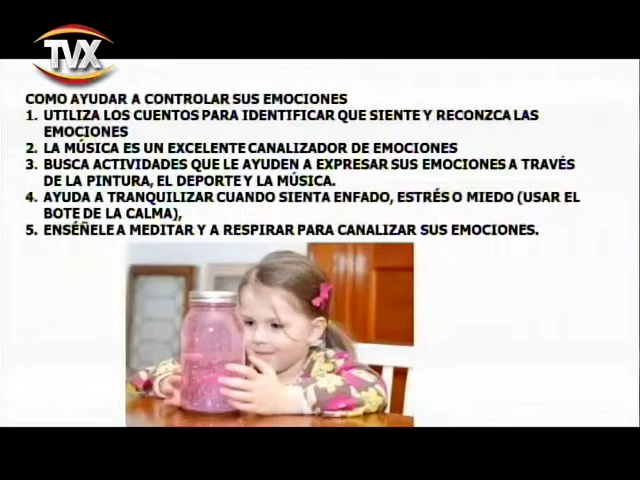 TVX
COMO AYUDAR A CONTROLAR SUS EMOCIONES
1. UTILIZA LOS CUENTOS PARA IDENTIFICAR QUE SIENTE Y RECONZCA LAS
EMOCIONES
2. LA MÚSICA ES UN EXCELENTE CANALIZADOR DE EMOCIONES
3. BUSCA ACTIVIDADES QUE LE AYUDEN A EXPRESAR SUS EMOCIONES A TRAVÉS
DE LA PINTURA, EL DEPORTE Y LA MÚSICA.
4. AYUDA A TRANQUILIZAR CUANDO SIENTA ENFADO, ESTRÉS O MIEDO (USAR EL
BOTE DE LA CALMA),
5. ENSÉÑELE A MEDITAR Y A RESPIRAR PARA CANALIZAR SUS EMOCIONES.